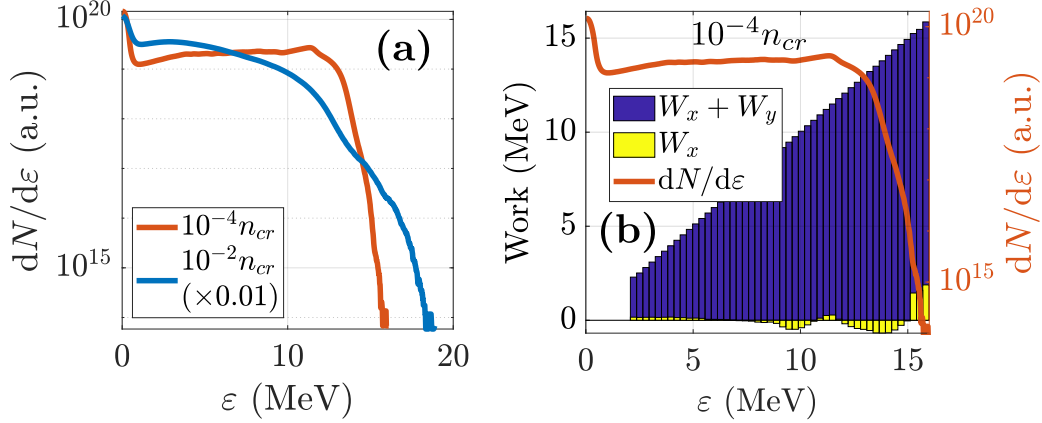 (a)
10^20
10^15
dN/dε (a.u.)
10^-4 n_cr
10^-2 n_cr
(×0.01)
0
10
20
ε (MeV)
10^-4 n_cr
(b)
15
10
5
0
Work (MeV)
W_x + W_y
W_x
dN/dε
10^20
10^15
dN/dε (a.u.)
0
5
10
15
ε (MeV)